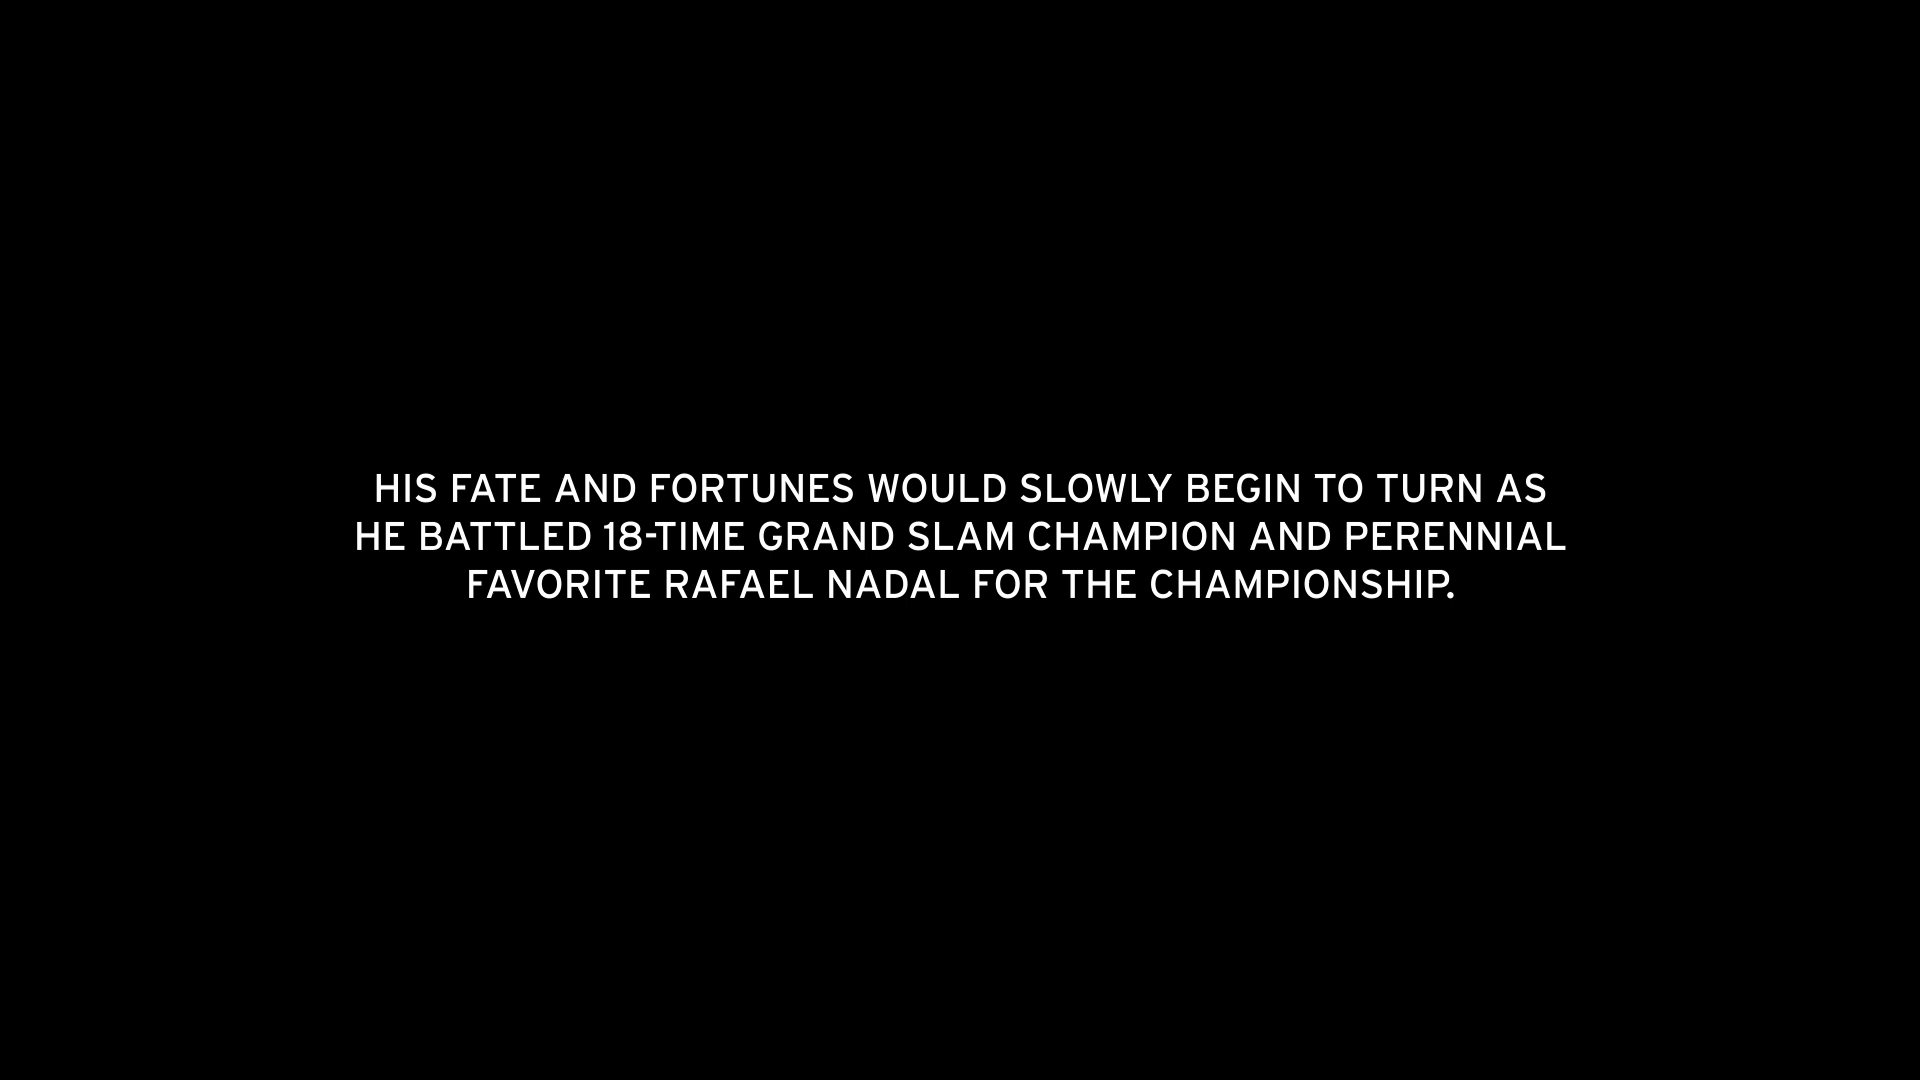 HIS FATE AND FORTUNES WOULD SLOWLY BEGIN TO TURN AS
HE BATTLED 18-TIME GRAND SLAM CHAMPION AND PERENNIAL
FAVORITE RAFAEL NADAL FOR THE CHAMPIONSHIP.